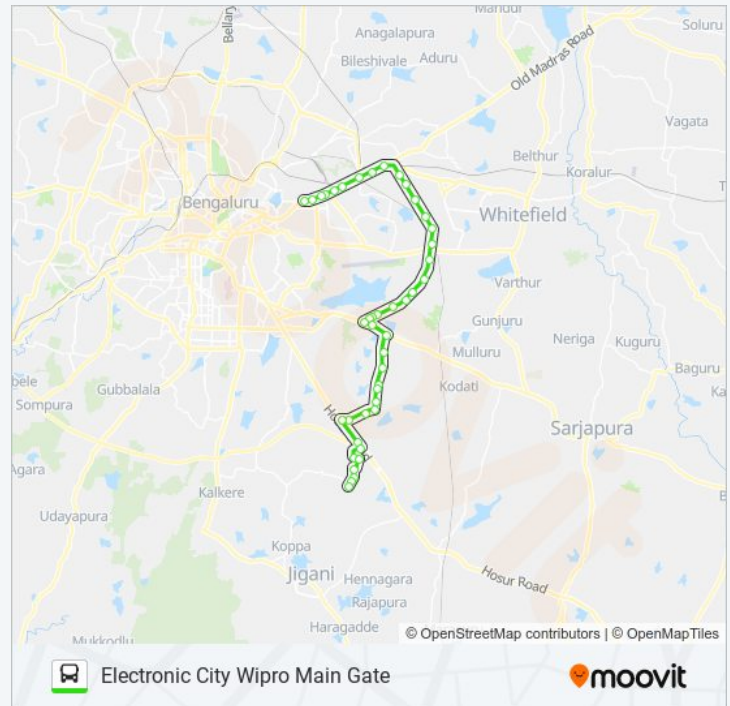 Mandur
Soluru
Bellary
Anagalapura
Bileshivale
Aduru
Old Madras Road
Vagata
Belthur
Koralur
Bengaluru
Whitefield
Varthur
Gunjuru
Neriga
Kuguru
Mulluru
Baguru
Gubbalala
Kodati
Sompura
Sarjapura
Agara
Kalkere
Udayapura
Koppa
Jigani
Hennagara
Hosur Road
Rajapura
Haragadde
Mukkodlu
© OpenStreetMap contributors | © OpenMapTiles
Electronic City Wipro Main Gate
moovit